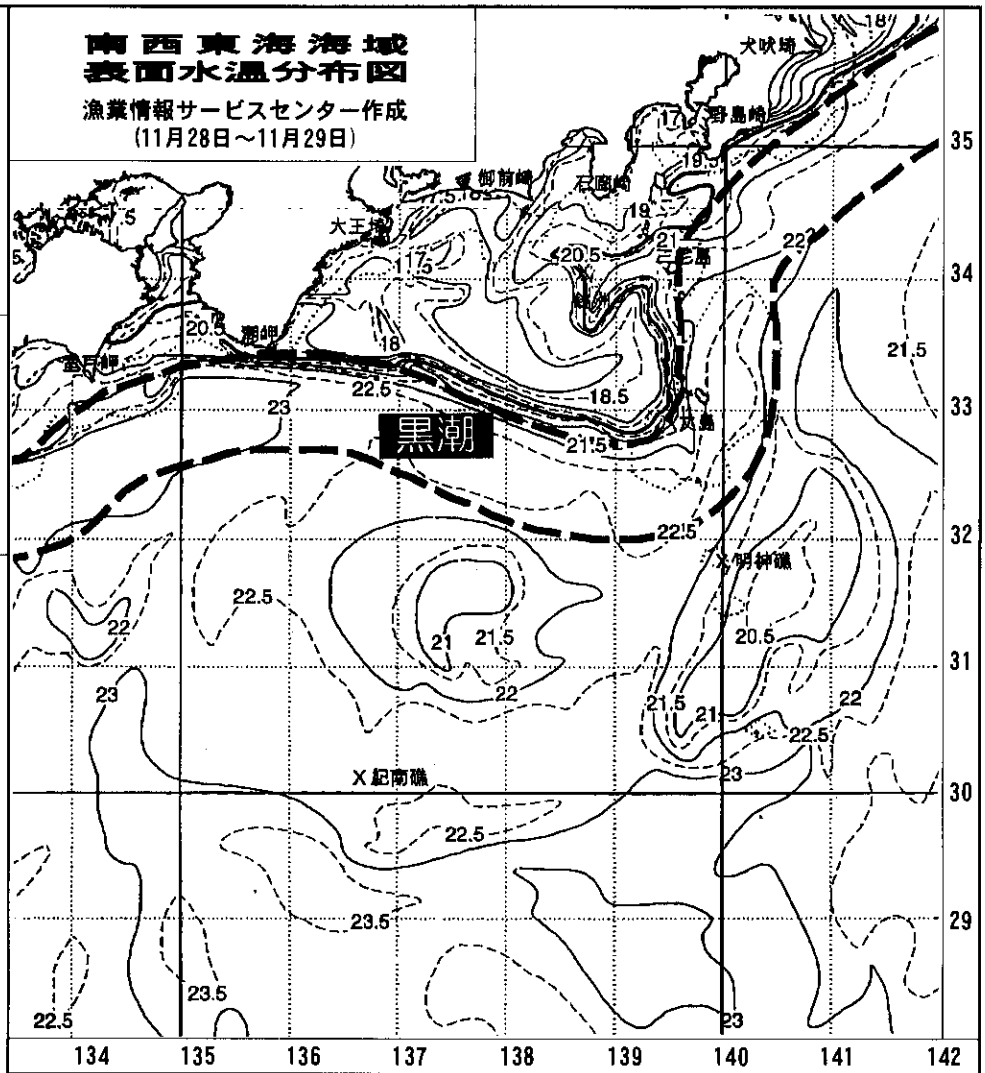 南西東海海域
表面水温分布図
漁業情報サービスセンター作成
(11月28日～11月29日)
18
犬吠埼
17
野島崎
35
19.5
御前崎
石廊崎
17.5
18
大王埼
19
5
5
21
22
20.5
三宅島
17.5
34
20.5
潮岬
18
21.5
室戸岬
22.5
18.5
23
33
黒潮
21.5
八丈島
22.5
32
X 明神礁
22.5
22
21
21.5
20.5
31
23
22
21.5
21
22
22.5
23
X 紀南礁
30
22.5
23.5
29
23.5
22.5
23
134 135 136 137 138 139 140 141 142